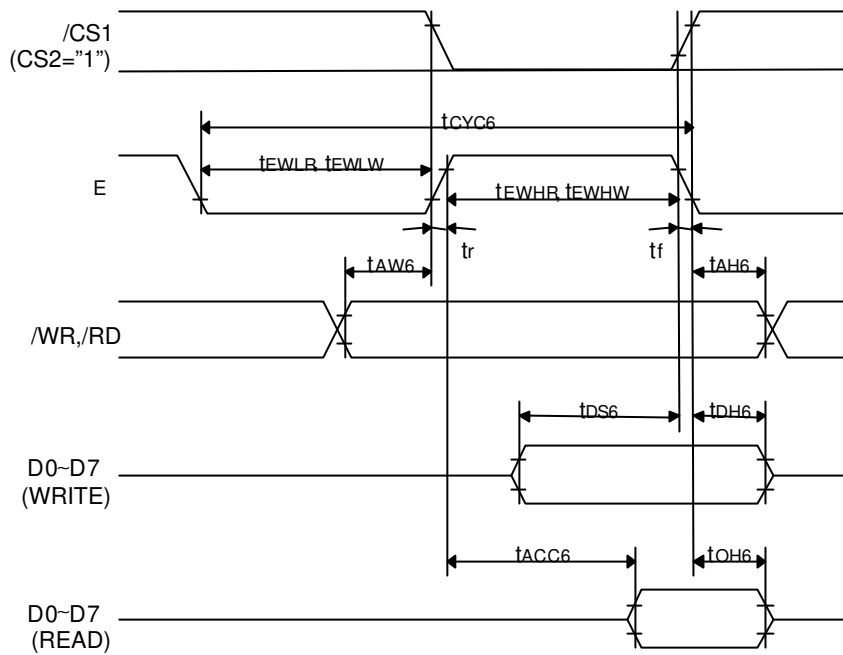 /CS1
(CS2="1")
tCYC6
tEWLR, tEWLW
E
tEWHR, tEWHW
tr
tf
tAW6
tAH6
/WR,/RD
tDS6
tDH6
D0~D7
(WRITE)
tACC6
tOH6
D0~D7
(READ)